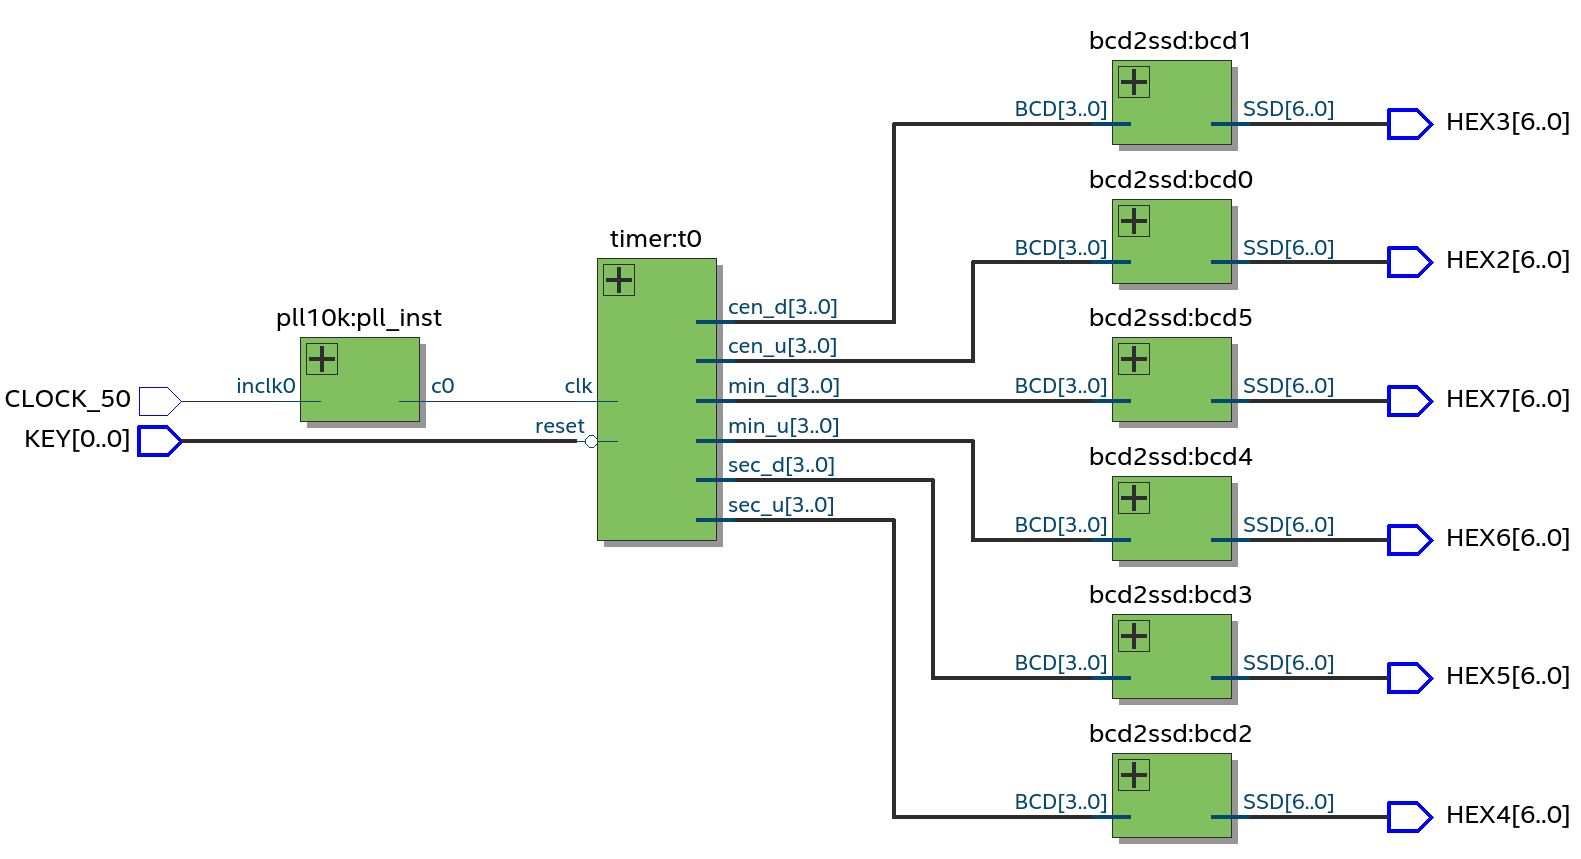 CLOCK_50
KEY[0..0]
pll10k:pll_inst
inclk0
c0
timer:t0
clk
reset
cen_d[3..0]
cen_u[3..0]
min_d[3..0]
min_u[3..0]
sec_d[3..0]
sec_u[3..0]
bcd2ssd:bcd1
BCD[3..0]
SSD[6..0]
HEX3[6..0]
bcd2ssd:bcd0
BCD[3..0]
SSD[6..0]
HEX2[6..0]
bcd2ssd:bcd5
BCD[3..0]
SSD[6..0]
HEX7[6..0]
bcd2ssd:bcd4
BCD[3..0]
SSD[6..0]
HEX6[6..0]
bcd2ssd:bcd3
BCD[3..0]
SSD[6..0]
HEX5[6..0]
bcd2ssd:bcd2
BCD[3..0]
SSD[6..0]
HEX4[6..0]